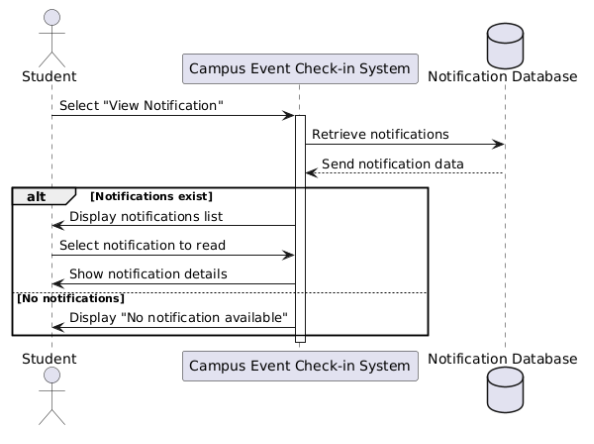 Student
Campus Event Check-in System
Notification Database
Select "View Notification"
Retrieve notifications
Send notification data
alt [Notifications exist]
Display notifications list
Select notification to read
Show notification details
[No notifications]
Display "No notification available"
Student
Campus Event Check-in System
Notification Database